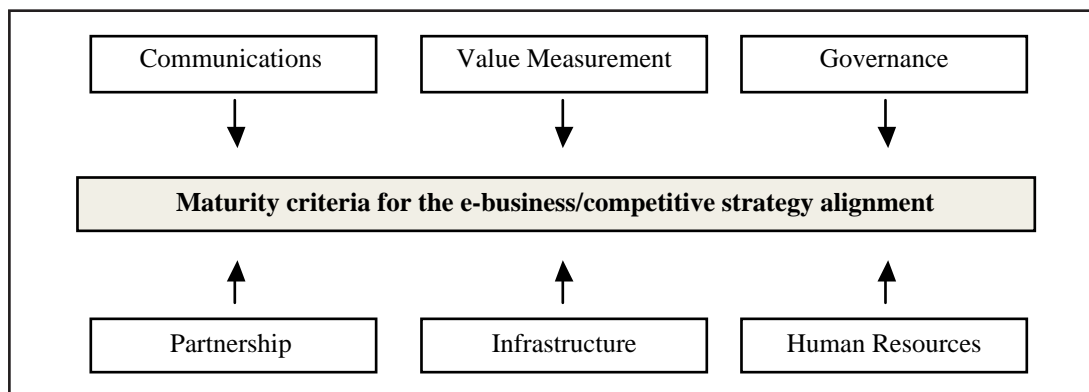 Communications
Value Measurement
Governance
Maturity criteria for the e-business/competitive strategy alignment
Partnership
Infrastructure
Human Resources